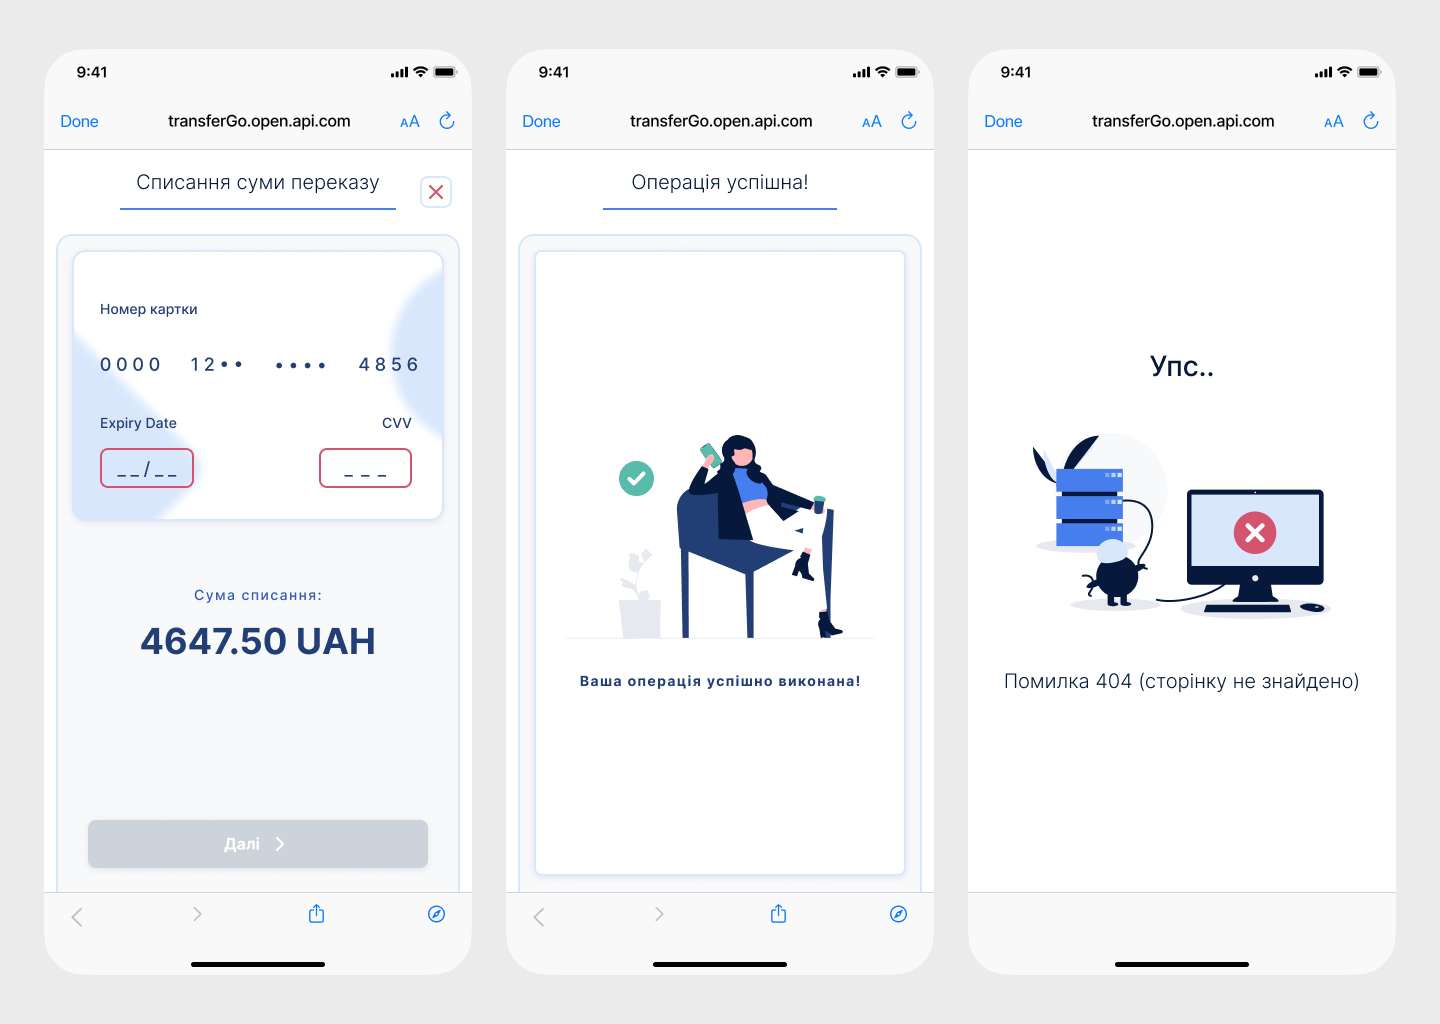 9:41
Done transferGo.open.api.com AA
Списання суми переказу
Номер картки
0000 12•• •••• 4856
Expiry Date CVV
__/__ ___
Сума списання:
4647.50 UAH
Далі
9:41
Done transferGo.open.api.com AA
Операція успішна!
Ваша операція успішно виконана!
9:41
Done transferGo.open.api.com AA
Упс..
Помилка 404 (сторінку не знайдено)